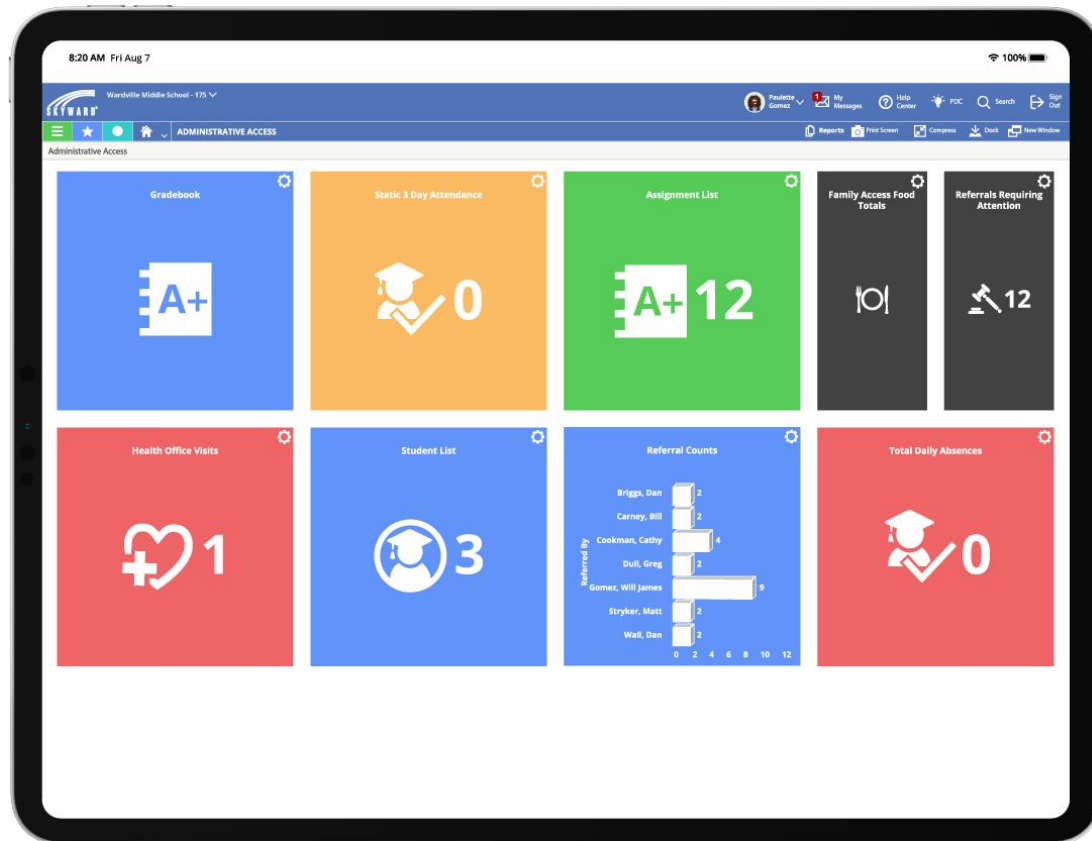 8:20 AM Fri Aug 7
100%
SKYWARD
Wardville Middle School - 175
Paulette
Gomez
1
My
Messages
Help
Center
PDC
Search
Sign
Out
ADMINISTRATIVE ACCESS
Reports
Print Screen
Compress
Dock
New Window
Administrative Access
Gradebook
A+
Static 3 Day Attendance
0
Assignment List
A+ 12
Family Access Food
Totals
Referrals Requiring
Attention
12
Health Office Visits
1
Student List
3
Referral Counts
Referred By
Briggs, Dan 2
Carney, Bill 2
Cookman, Cathy 4
Dull, Greg 2
Gomez, Will James 9
Stryker, Matt 2
Wall, Dan 2
0 2 4 6 8 10 12
Total Daily Absences
0